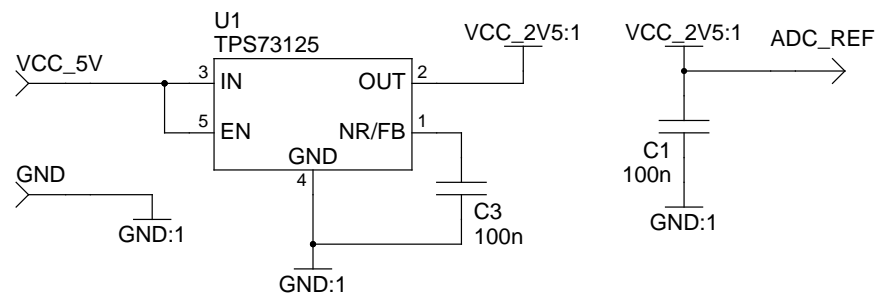 U1
TPS73125
VCC_2V5:1
VCC_2V5:1
ADC_REF
VCC_5V
3
IN
OUT
2
5
EN
NR/FB
1
GND
4
C1
100n
GND
GND:1
C3
100n
GND:1
GND:1